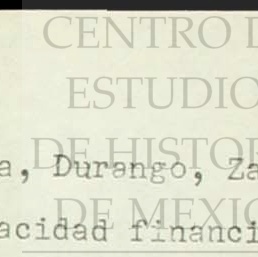 CENTRO D
ESTUDIO
DE HISTOR
a, Durango, Za
DE MEXIC
acidad financi